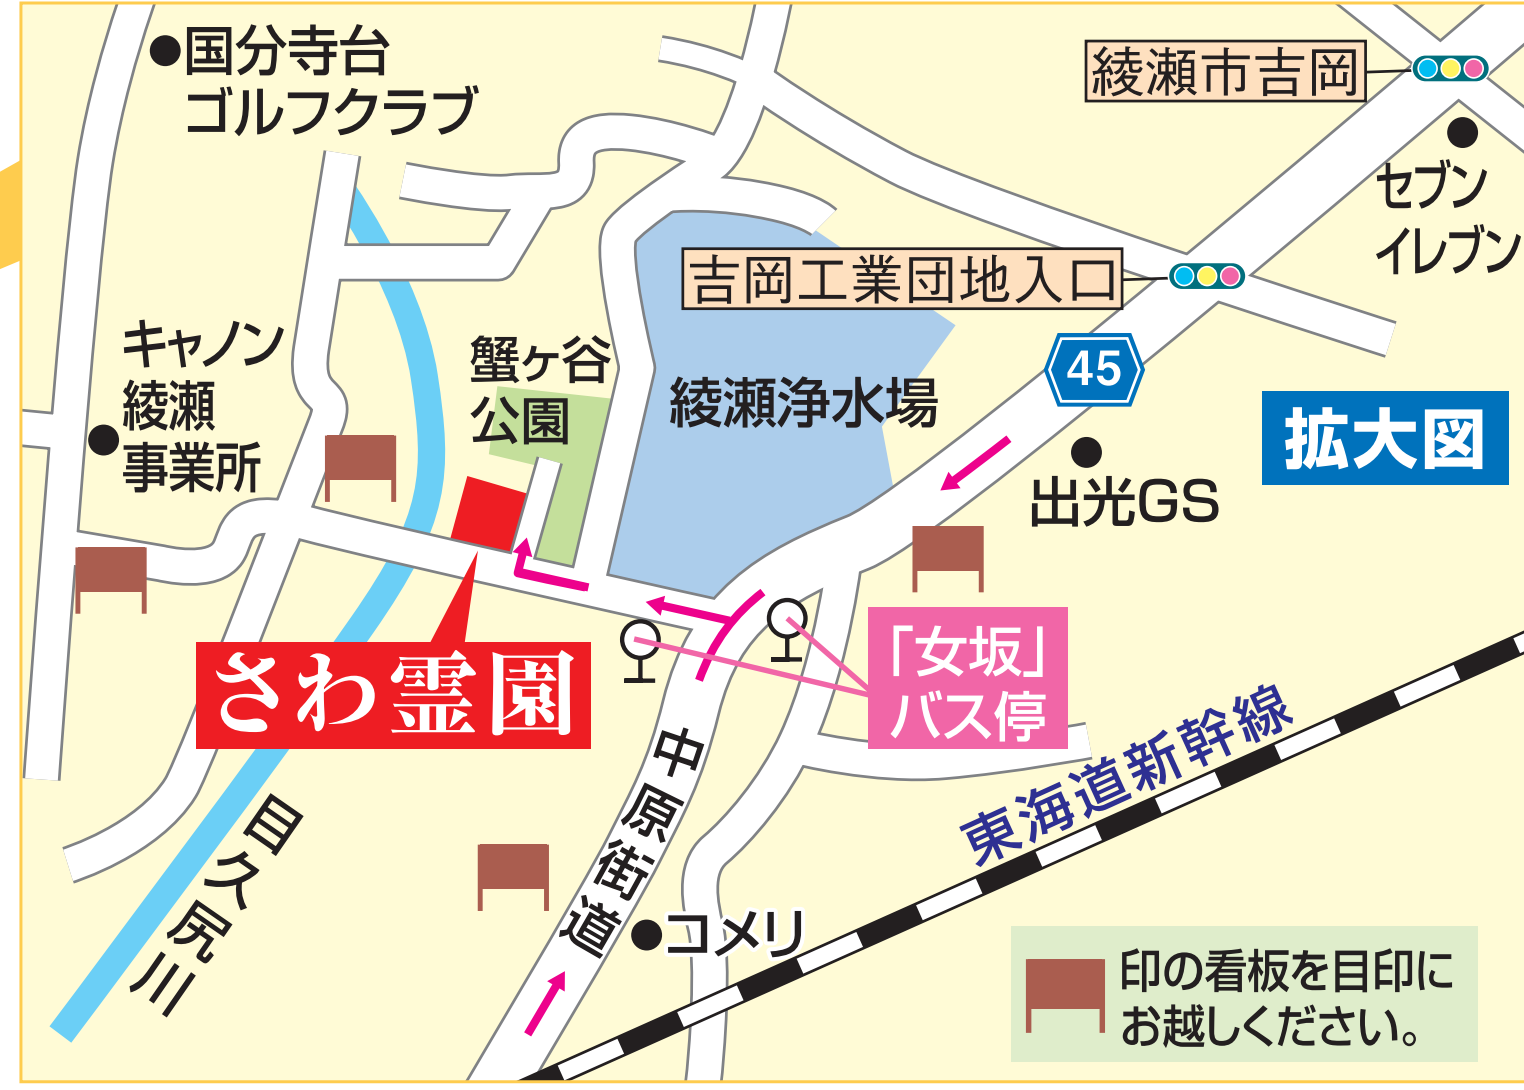 国分寺台
ゴルフクラブ
綾瀬市吉岡
セブン
イレブン
吉岡工業団地入口
キャノン
綾瀬
事業所
蟹ヶ谷
公園
綾瀬浄水場
45
拡大図
出光GS
さわ霊園
「女坂」
バス停
中原街道
東海道新幹線
目久尻川
コメリ
印の看板を目印に
お越しください。